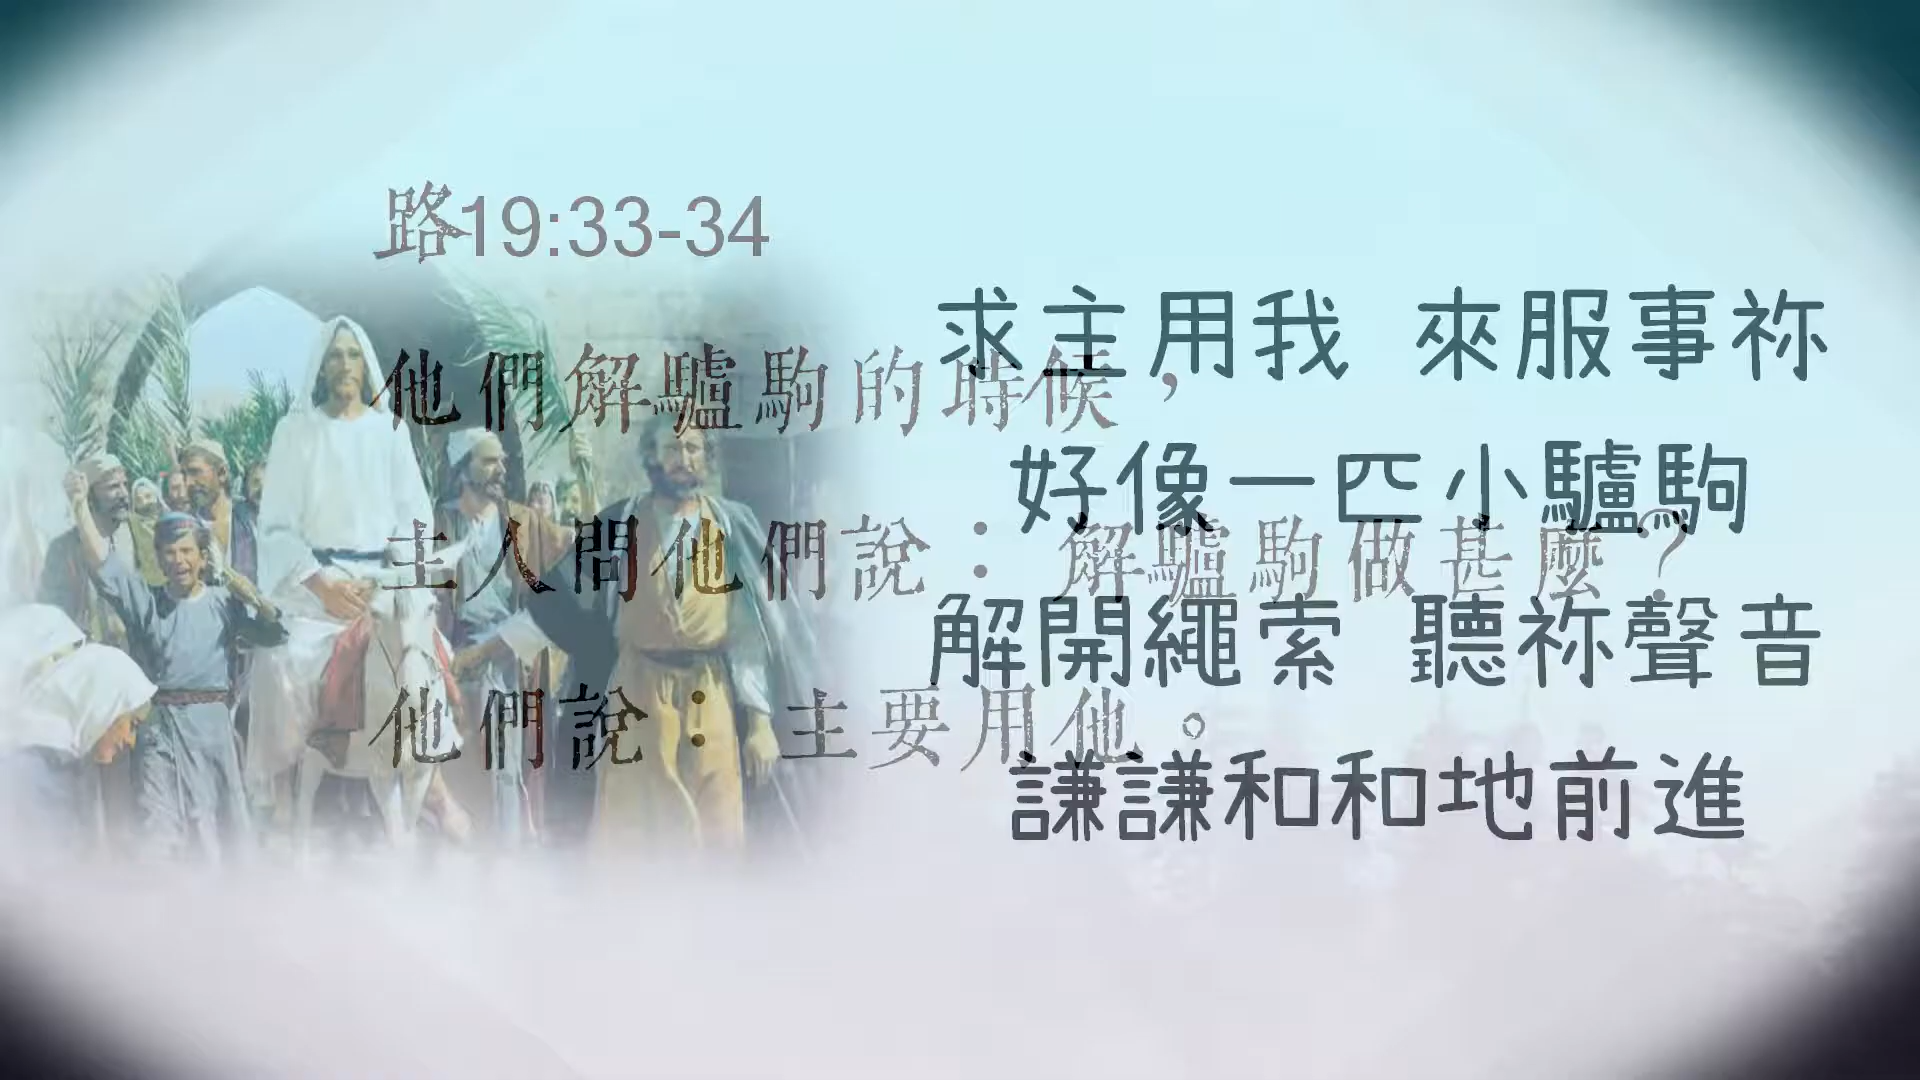 路19:33-34
他們解驢駒的時候，
主人問他們說：解驢駒做甚麼？
他們說：主要用他。
求主用我 來服事祢
好像一匹小驢駒
解開繩索 聽祢聲音
謙謙和和地前進